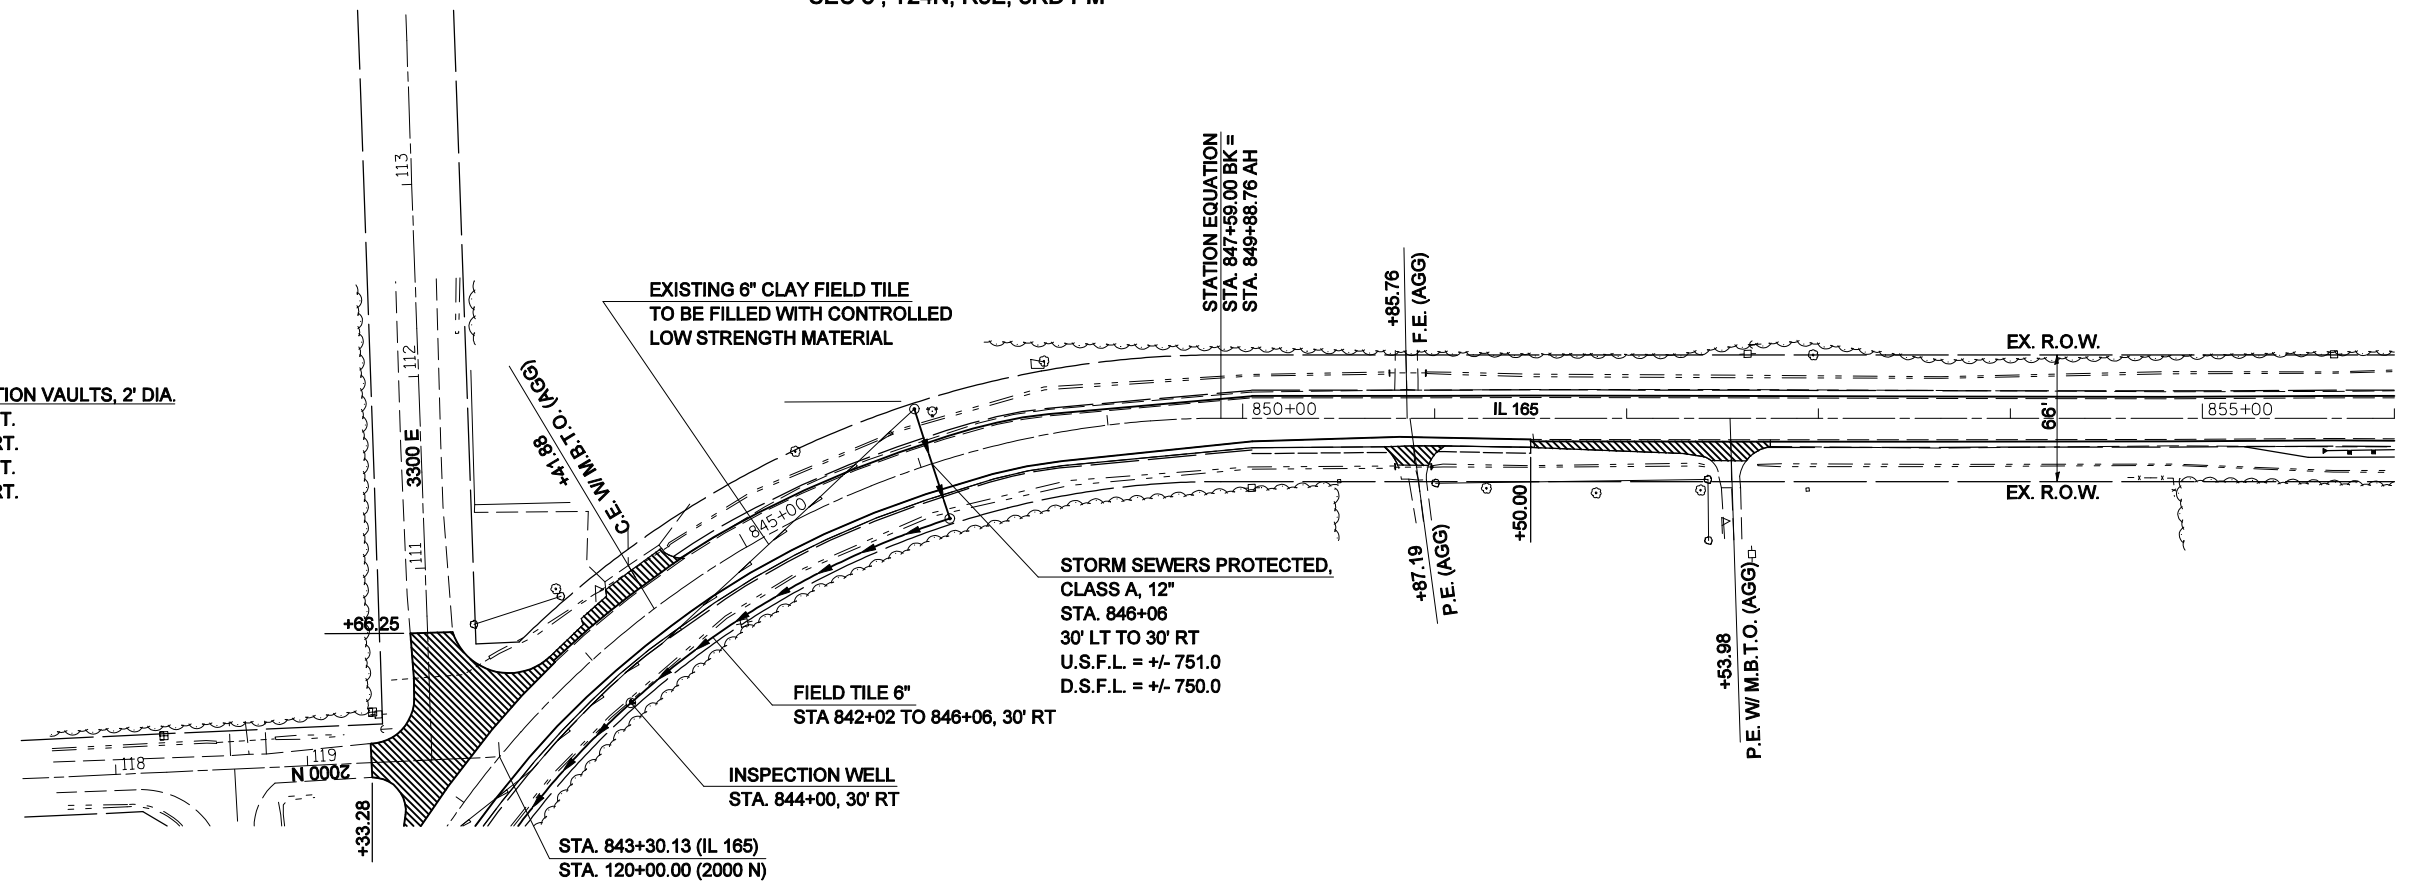 113
112
111
3300 E
TION VAULTS, 2' DIA.
T.
RT.
T.
RT.
EXISTING 6" CLAY FIELD TILE
TO BE FILLED WITH CONTROLLED
LOW STRENGTH MATERIAL
+41.88
C.E. W/ M.B.T.O. (AGG)
845+00
STATION EQUATION
STA. 847+59.00 BK =
STA. 849+88.76 AH
+85.76
F.E. (AGG)
EX. R.O.W.
850+00
IL 165
66'
855+00
EX. R.O.W.
+50.00
+87.19
P.E. (AGG)
+53.98
P.E. W/ M.B.T.O. (AGG)
STORM SEWERS PROTECTED,
CLASS A, 12"
STA. 846+06
30' LT TO 30' RT
U.S.F.L. = +/- 751.0
D.S.F.L. = +/- 750.0
+66.25
FIELD TILE 6"
STA 842+02 TO 846+06, 30' RT
INSPECTION WELL
STA. 844+00, 30' RT
118
119
2000 N
+33.28
STA. 843+30.13 (IL 165)
STA. 120+00.00 (2000 N)